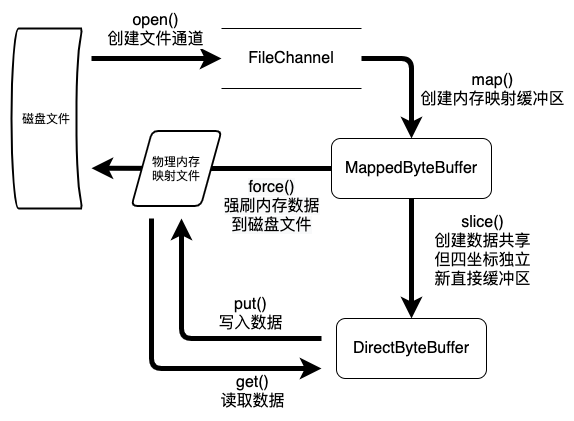 open()
创建文件通道
磁盘文件
FileChannel
map()
创建内存映射缓冲区
物理内存
映射文件
MappedByteBuffer
force()
强刷内存数据
到磁盘文件
slice()
创建数据共享
但四坐标独立
新直接缓冲区
put()
写入数据
DirectByteBuffer
get()
读取数据